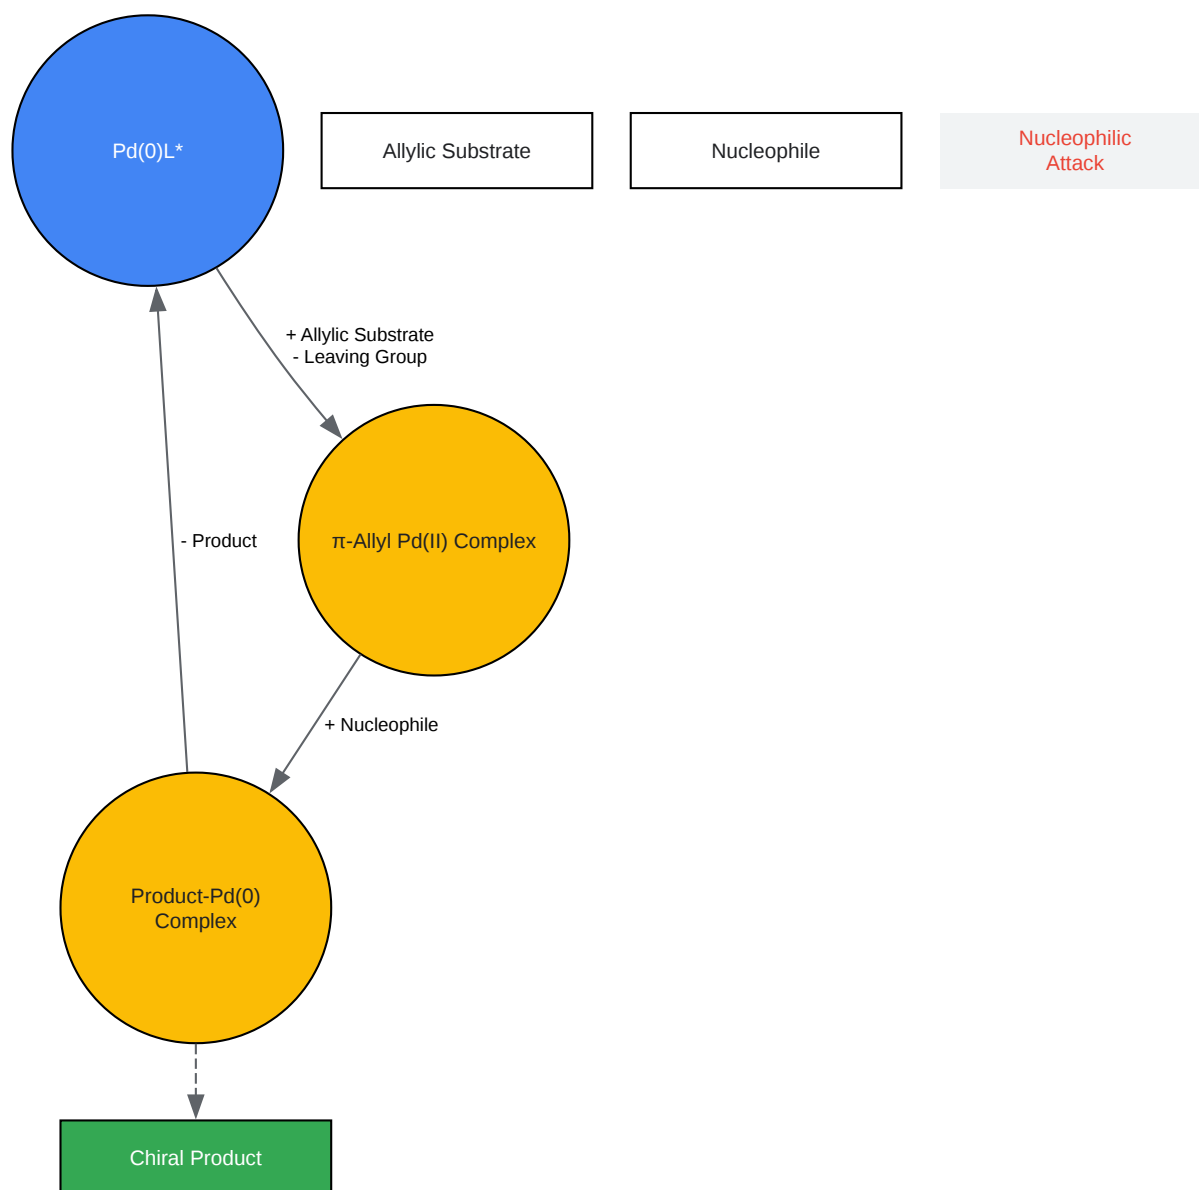 Pd(0)L*
Allylic Substrate
Nucleophile
Nucleophilic
Attack
+ Allylic Substrate
- Leaving Group
π-Allyl Pd(II) Complex
- Product
+ Nucleophile
Product-Pd(0)
Complex
Chiral Product